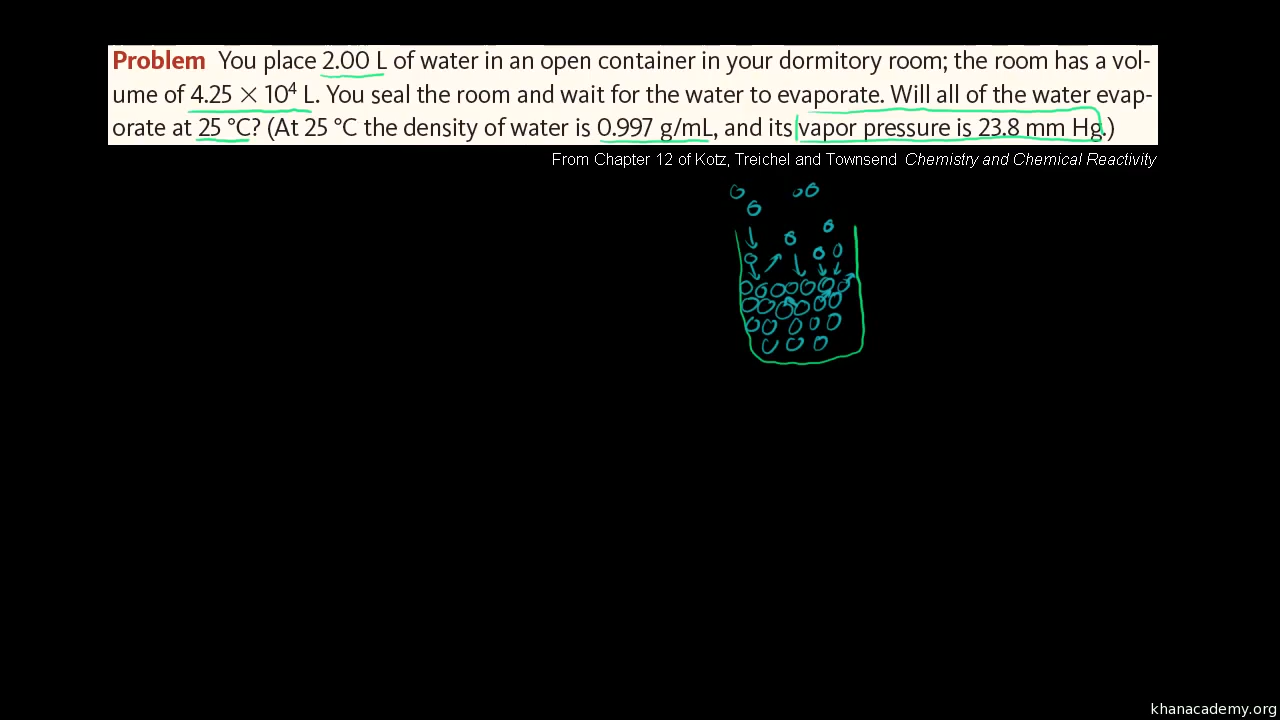 Problem You place 2.00 L of water in an open container in your dormitory room; the room has a vol-
ume of 4.25 × 10⁴ L. You seal the room and wait for the water to evaporate. Will all of the water evap-
orate at 25 °C? (At 25 °C the density of water is 0.997 g/mL, and its vapor pressure is 23.8 mm Hg.)
From Chapter 12 of Kotz, Treichel and Townsend Chemistry and Chemical Reactivity
khanacademy.org